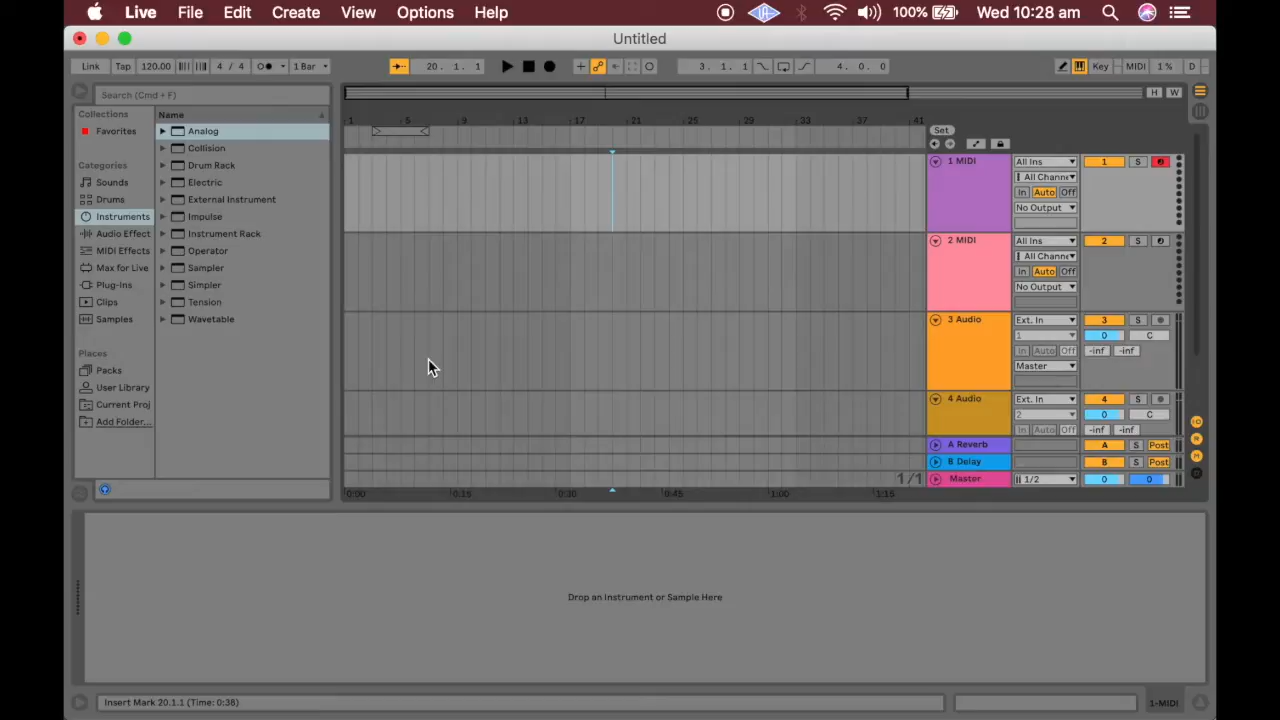 Live File Edit Create View Options Help 100% Wed 10:28 am
Untitled
Link Tap 120.00 4 / 4 1 Bar 20. 1. 1 3. 1. 1 4. 0. 0 Key MIDI 1 % D
Search (Cmd + F)
H W
Collections
Favorites
Categories
Sounds
Drums
Instruments
Audio Effect
MIDI Effects
Max for Live
Plug-Ins
Clips
Samples
Places
Packs
User Library
Current Proj
Add Folder...
Name
Analog
Collision
Drum Rack
Electric
External Instrument
Impulse
Instrument Rack
Operator
Sampler
Simpler
Tension
Wavetable
1 5 9 13 17 21 25 29 33 37 41
Set
1 MIDI All Ins 1 S
All Channe
In Auto Off
No Output
2 MIDI All Ins 2 S
All Channe
In Auto Off
No Output
3 Audio Ext. In 3 S
1 0 C
In Auto Off -inf -inf
Master
4 Audio Ext. In 4 S
2 0 C
In Auto Off -inf -inf
A Reverb A S Post
B Delay B S Post
1/1 Master 1/2 0 0
0:00 0:15 0:30 0:45 1:00 1:15
Drop an Instrument or Sample Here
Insert Mark 20.1.1 (Time: 0:38)
1-MIDI